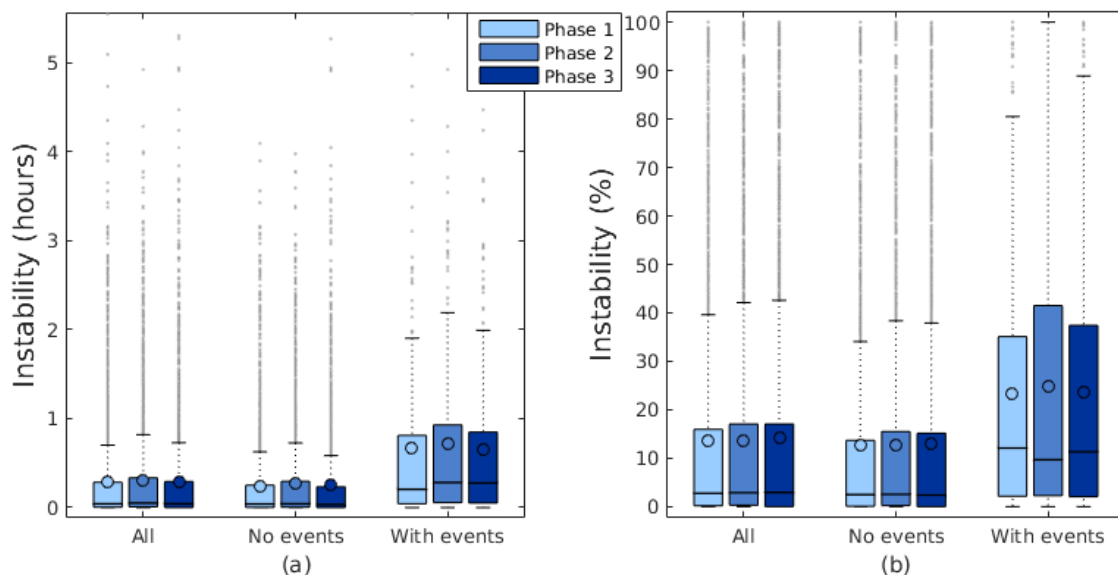 Instability (hours)
5
4
3
2
1
0
All
No events
With events
(a)
Phase 1
Phase 2
Phase 3
Instability (%)
100
90
80
70
60
50
40
30
20
10
0
All
No events
With events
(b)